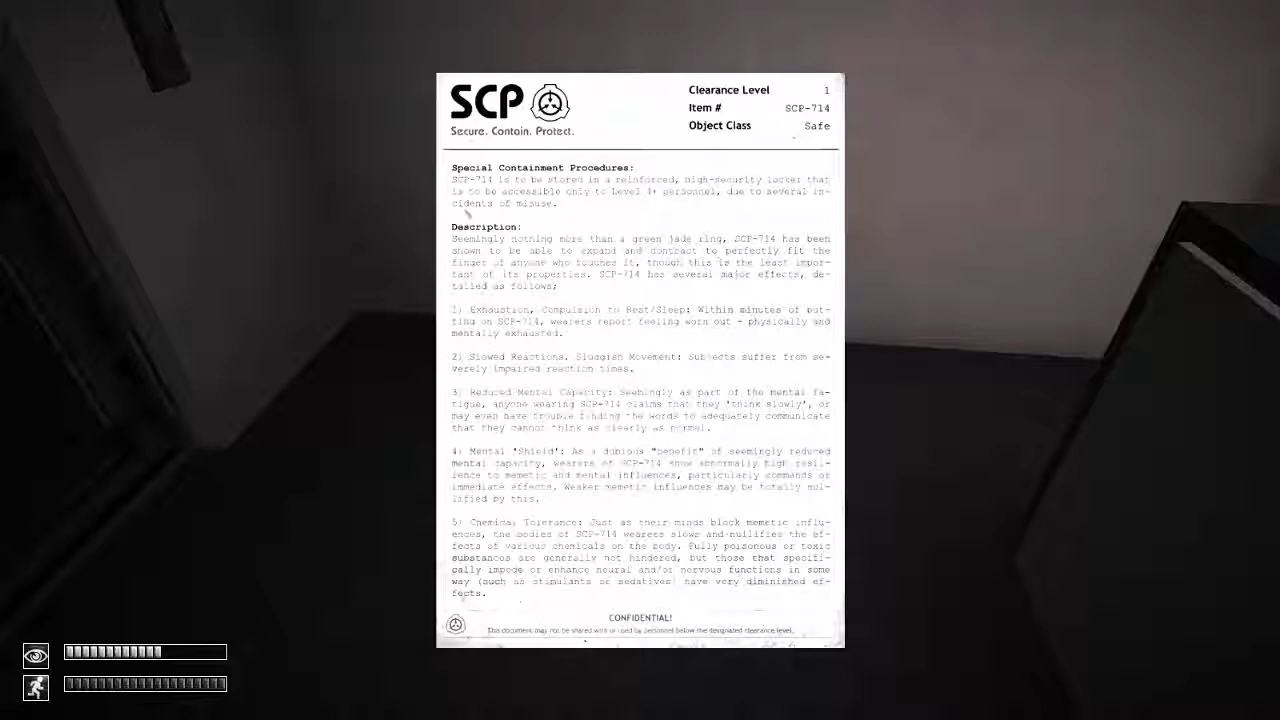 SCP
Secure. Contain. Protect.
Clearance Level 1
Item # SCP-714
Object Class Safe
Special Containment Procedures:
SCP-714 is to be stored in a reinforced, high-security locker that
is to be accessible only to Level 4+ personnel, due to several in-
cidents of misuse.
Description:
Seemingly nothing more than a green jade ring, SCP-714 has been
shown to be able to expand and contract to perfectly fit the
finger of anyone who touches it, though this is the least impor-
tant of its properties. SCP-714 has several major effects, de-
tailed as follows;
1) Exhaustion, Compulsion to Rest/Sleep: Within minutes of put-
ting on SCP-714, wearers report feeling worn out - physically and
mentally exhausted.
2) Slowed Reactions, Sluggish Movement: Subjects suffer from se-
verely impaired reaction times.
3) Reduced Mental Capacity: Seemingly as part of the mental fa-
tigue, anyone wearing SCP-714 claims that they 'think slowly', or
may even have trouble finding the words to adequately communicate
that they cannot think as clearly as normal.
4) Mental 'Shield': As a dubious "benefit" of seemingly reduced
mental capacity, wearers of SCP-714 show abnormally high resil-
ience to memetic and mental influences, particularly commands or
immediate effects. Weaker memetic influences may be totally nul-
lified by this.
5) Chemical Tolerance: Just as their minds block memetic influ-
ences, the bodies of SCP-714 wearers slows and nullifies the ef-
fects of various chemicals on the body. Fully poisonous or toxic
substances are generally not hindered, but those that specifi-
cally impede or enhance neural and/or nervous functions in some
way (such as stimulants or sedatives) have very diminished ef-
fects.
CONFIDENTIAL!
This document may not be shared with or used by personnel below the designated clearance level.